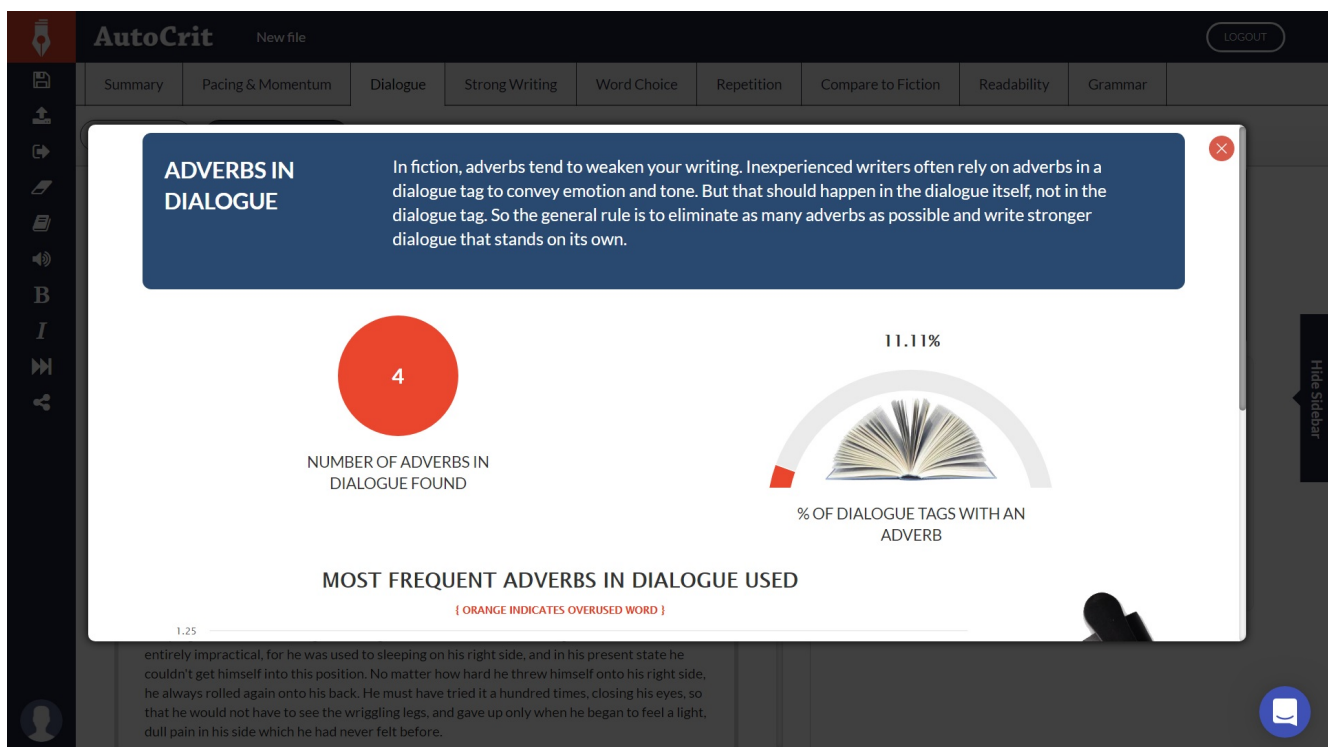 AutoCrit
New file
LOGOUT
Summary
Pacing & Momentum
Dialogue
Strong Writing
Word Choice
Repetition
Compare to Fiction
Readability
Grammar
ADVERBS IN
DIALOGUE
In fiction, adverbs tend to weaken your writing. Inexperienced writers often rely on adverbs in a
dialogue tag to convey emotion and tone. But that should happen in the dialogue itself, not in the
dialogue tag. So the general rule is to eliminate as many adverbs as possible and write stronger
dialogue that stands on its own.
4
NUMBER OF ADVERBS IN
DIALOGUE FOUND
11.11%
% OF DIALOGUE TAGS WITH AN
ADVERB
MOST FREQUENT ADVERBS IN DIALOGUE USED
{ ORANGE INDICATES OVERUSED WORD }
1.25
B
I
Hide Sidebar
entirely impractical, for he was used to sleeping on his right side, and in his present state he
couldn't get himself into this position. No matter how hard he threw himself onto his right side,
he always rolled again onto his back. He must have tried it a hundred times, closing his eyes, so
that he would not have to see the wriggling legs, and gave up only when he began to feel a light,
dull pain in his side which he had never felt before.